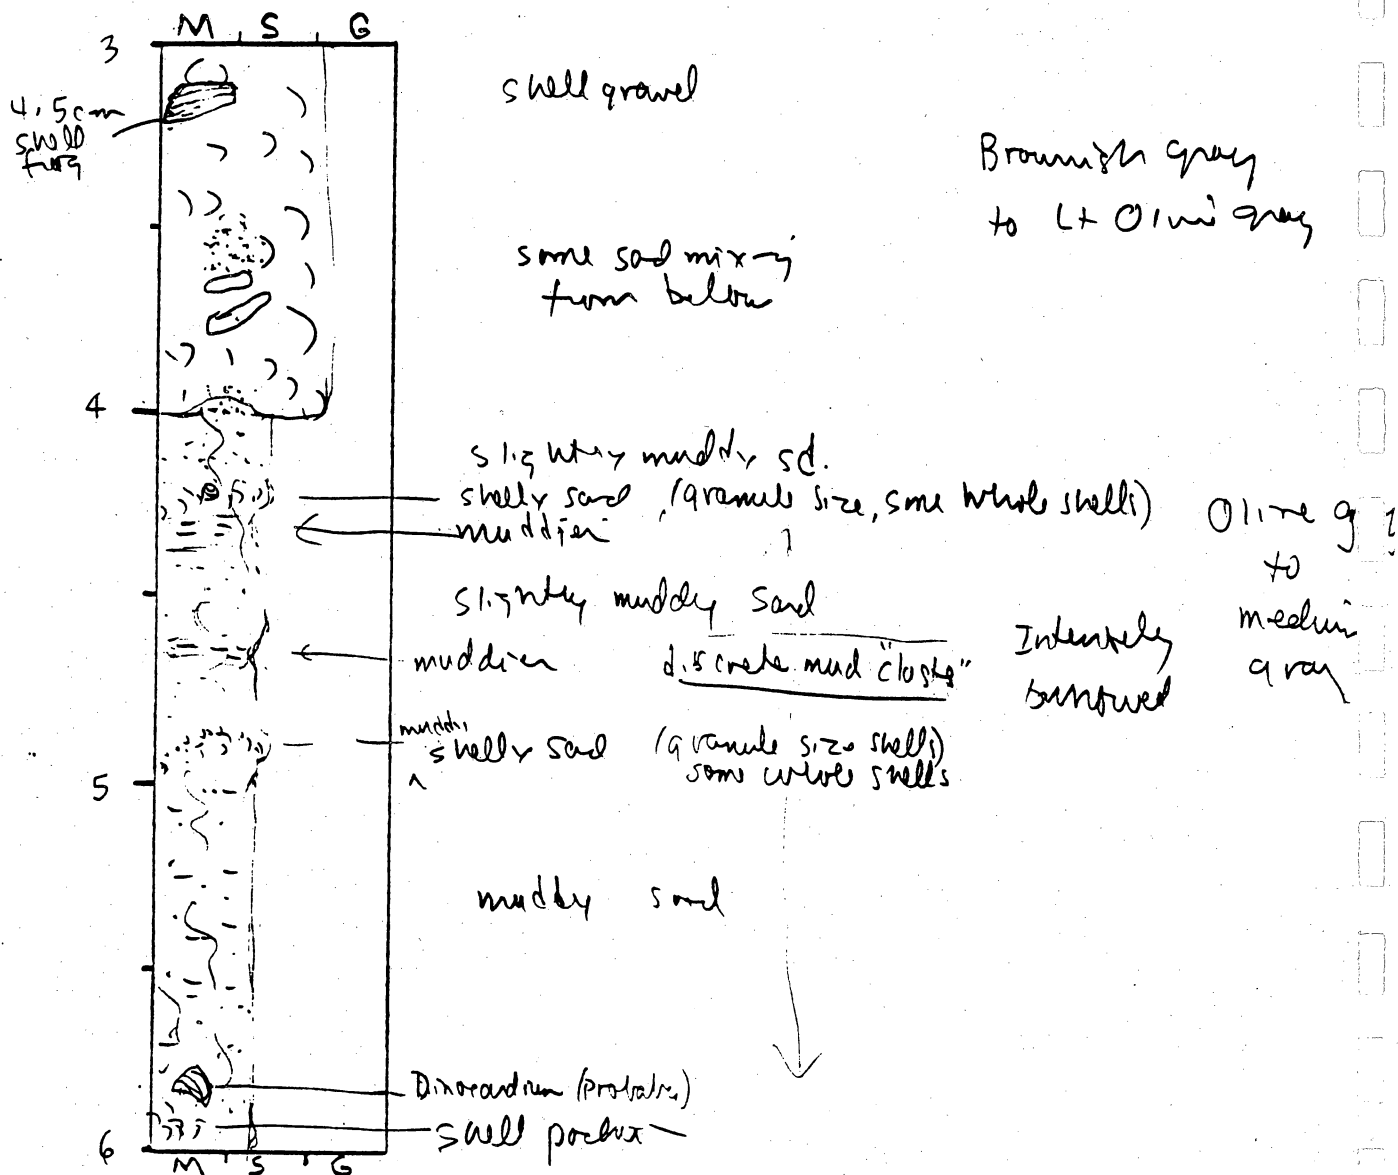 M S G
3
shell gravel
4.5cm
shell
frag
Brownish gray
to Lt Olive gray
some sand mixing
from below
4
slightly muddy sd.
shelly sand (granule size, some whole shells)
muddier
Olive
to
medium
gray
slightly muddy sand
Intensely
burrowed
muddier discrete mud "clasts"
muddy
shelly sand (granule size shells)
some whole shells
^
5
muddy sand
Dinocardium (probably)
shell pocket
6
M S G